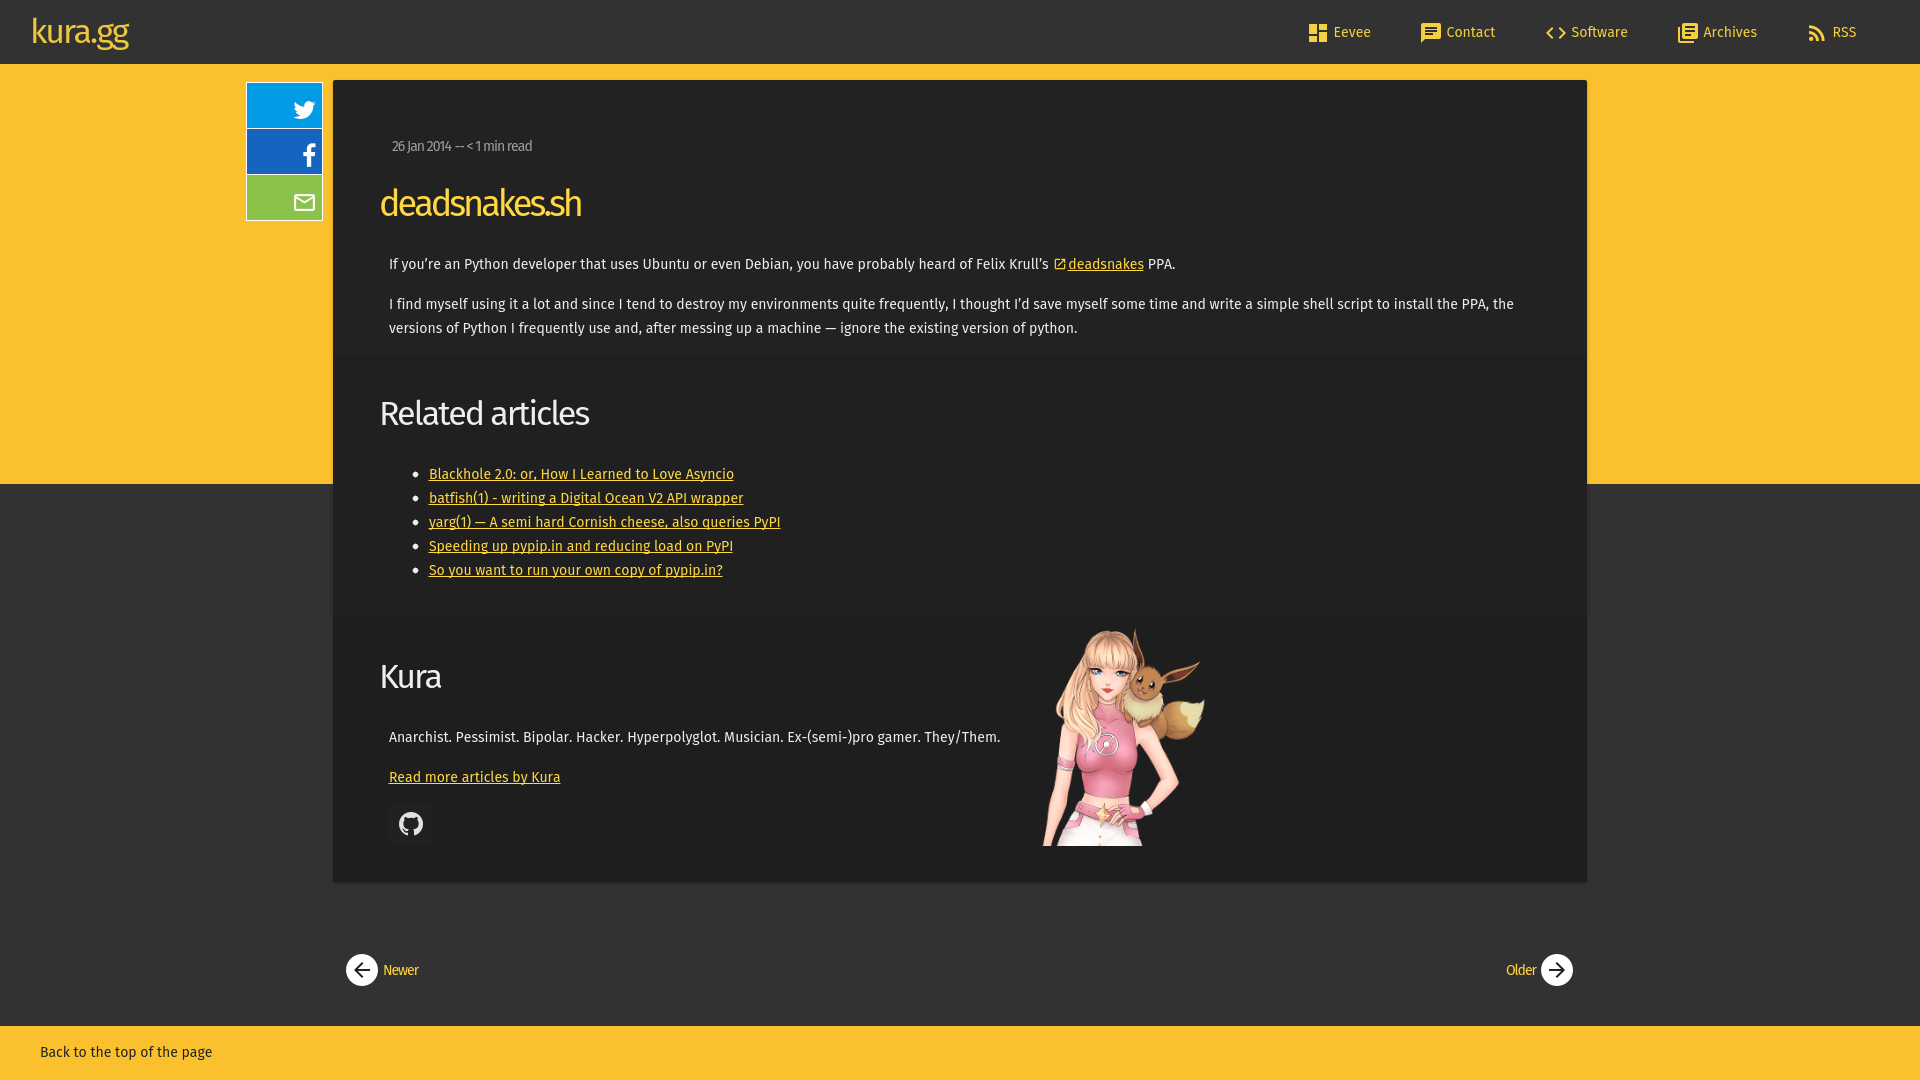 kura.gg
Eevee
Contact
Software
Archives
RSS
26 Jan 2014 -- < 1 min read
deadsnakes.sh
If you’re an Python developer that uses Ubuntu or even Debian, you have probably heard of Felix Krull’s deadsnakes PPA.
I find myself using it a lot and since I tend to destroy my environments quite frequently, I thought I’d save myself some time and write a simple shell script to install the PPA, the
versions of Python I frequently use and, after messing up a machine — ignore the existing version of python.
Related articles
Blackhole 2.0: or, How I Learned to Love Asyncio
batfish(1) - writing a Digital Ocean V2 API wrapper
yarg(1) — A semi hard Cornish cheese, also queries PyPI
Speeding up pypip.in and reducing load on PyPI
So you want to run your own copy of pypip.in?
Kura
Anarchist. Pessimist. Bipolar. Hacker. Hyperpolyglot. Musician. Ex-(semi-)pro gamer. They/Them.
Read more articles by Kura
Newer
Older
Back to the top of the page